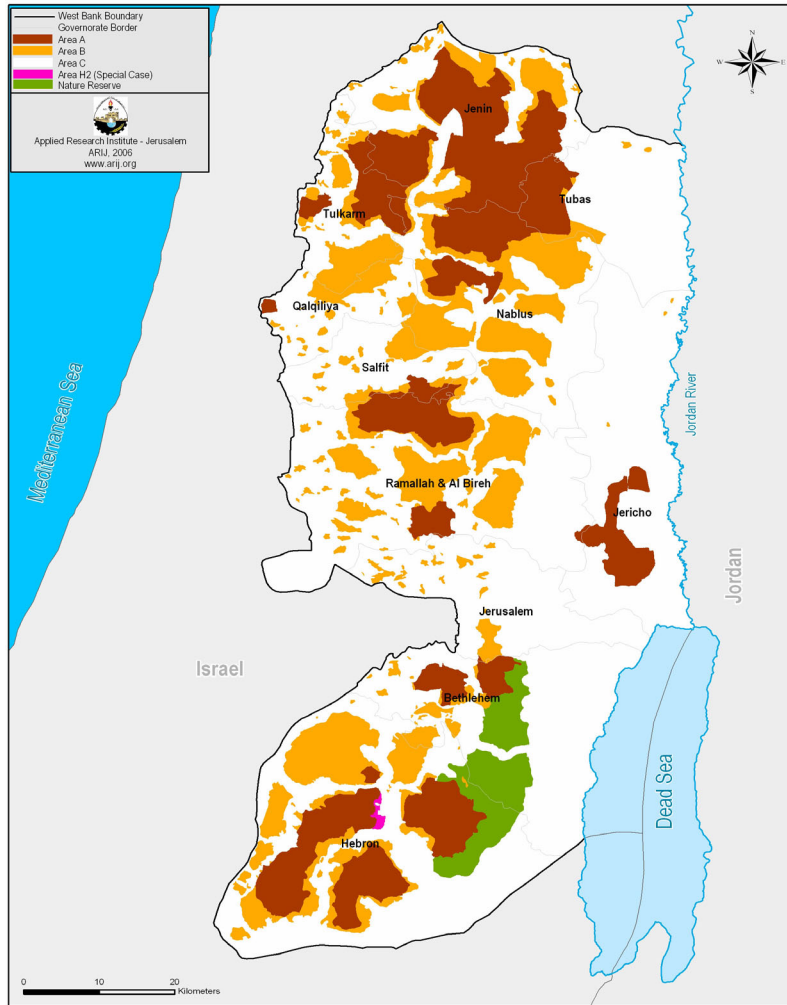 West Bank Boundary
Governorate Border
Area A
Area B
Area C
Area H2 (Special Case)
Nature Reserve
Applied Research Institute - Jerusalem
ARIJ, 2006
www.arij.org
N
W
E
S
Jenin
Tubas
Tulkarm
Qalqiliya
Nablus
Salfit
Mediterranean Sea
Jordan River
Ramallah & Al Bireh
Jericho
Jordan
Jerusalem
Israel
Bethlehem
Dead Sea
Hebron
0 10 20
Kilometers